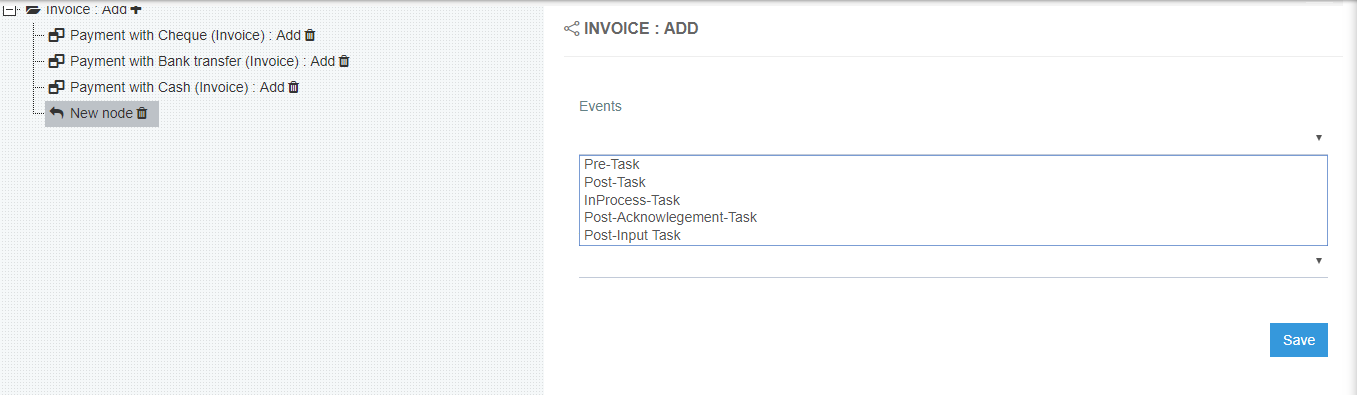 Invoice : Add
Payment with Cheque (Invoice) : Add
Payment with Bank transfer (Invoice) : Add
Payment with Cash (Invoice) : Add
New node
INVOICE : ADD
Events
Pre-Task
Post-Task
InProcess-Task
Post-Acknowlegement-Task
Post-Input Task
Save